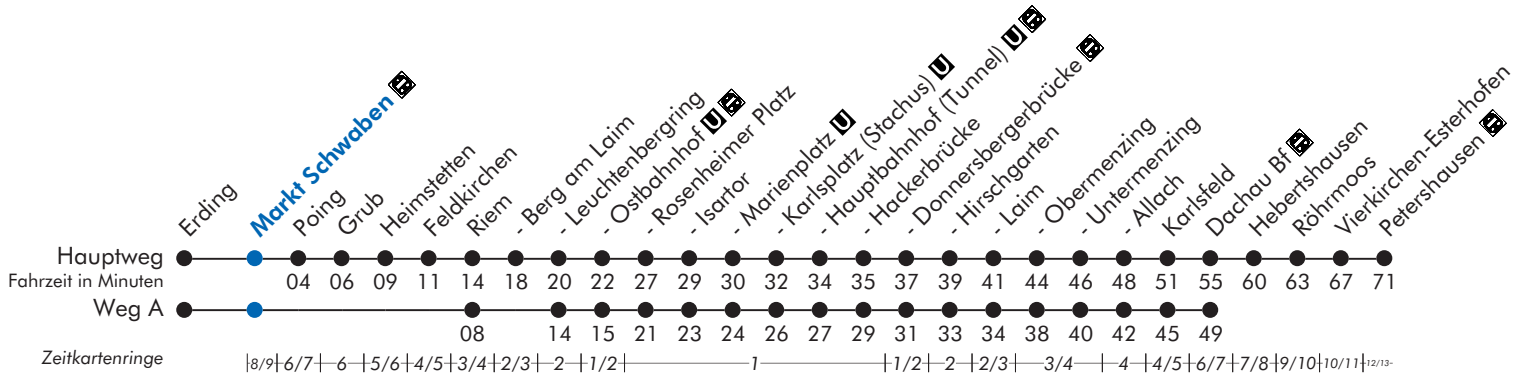 Erding
Markt Schwaben
Poing
Grub
Heimstetten
Feldkirchen
Riem
- Berg am Laim
- Leuchtenbergring
- Ostbahnhof U
- Rosenheimer Platz
- Isartor
- Marienplatz U
- Karlsplatz (Stachus) U
- Hauptbahnhof (Tunnel) U
- Hackerbrücke
- Donnersbergerbrücke
- Hirschgarten
- Laim
- Obermenzing
- Untermenzing
- Allach
Karlsfeld
Dachau Bf
Hebertshausen
Röhrmoos
Vierkirchen-Esterhofen
Petershausen
Hauptweg
Fahrzeit in Minuten 04 06 09 11 14 18 20 22 27 29 30 32 34 35 37 39 41 44 46 48 51 55 60 63 67 71
Weg A
08 14 15 21 23 24 26 27 29 31 33 34 38 40 42 45 49
Zeitkartenringe 8/9 6/7 6 5/6 4/5 3/4 2/3 2 1/2 1 1/2 2 2/3 3/4 4 4/5 6/7 7/8 9/10 10/11 12/13